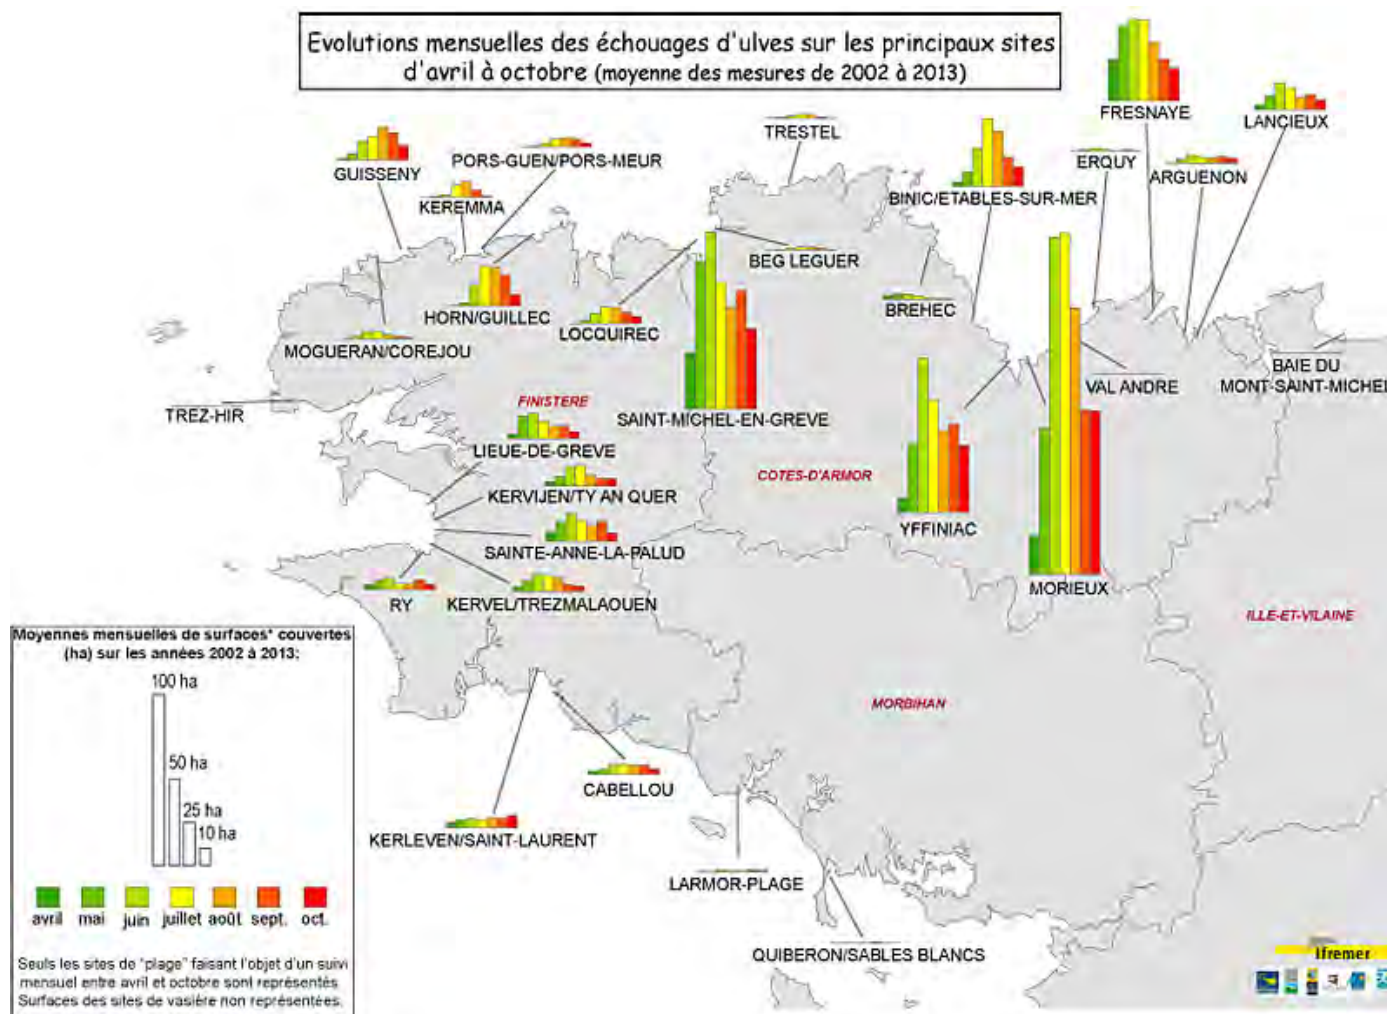 Evolutions mensuelles des échouages d'ulves sur les principaux sites
d'avril à octobre (moyenne des mesures de 2002 à 2013)
FRESNAYE
LANCIEUX
TRESTEL
GUISSENY
PORS-GUEN/PORS-MEUR
ERQUY
ARGUENON
KEREMMA
BINIC/ETABLES-SUR-MER
BEG LEGUER
BREHEC
HORN/GUILLEC
LOCQUIREC
MOGUERAN/COREJOU
BAIE DU
MONT-SAINT-MICHEL
VAL ANDRE
TREZ-HIR
FINISTERE
SAINT-MICHEL-EN-GREVE
LIEUE-DE-GREVE
COTES-D'ARMOR
KERVIJEN/TY AN QUER
YFFINIAC
SAINTE-ANNE-LA-PALUD
MORIEUX
RY
KERVEL/TREZMALAOUEN
ILLE-ET-VILAINE
MORBIHAN
CABELLOU
KERLEVEN/SAINT-LAURENT
LARMOR-PLAGE
QUIBERON/SABLES BLANCS
Moyennes mensuelles de surfaces* couvertes
(ha) sur les années 2002 à 2013:
100 ha
50 ha
25 ha
10 ha
avril mai juin juillet août sept. oct.
Seuls les sites de "plage" faisant l'objet d'un suivi
mensuel entre avril et octobre sont représentés
Surfaces des sites de vasière non représentées.
Ifremer